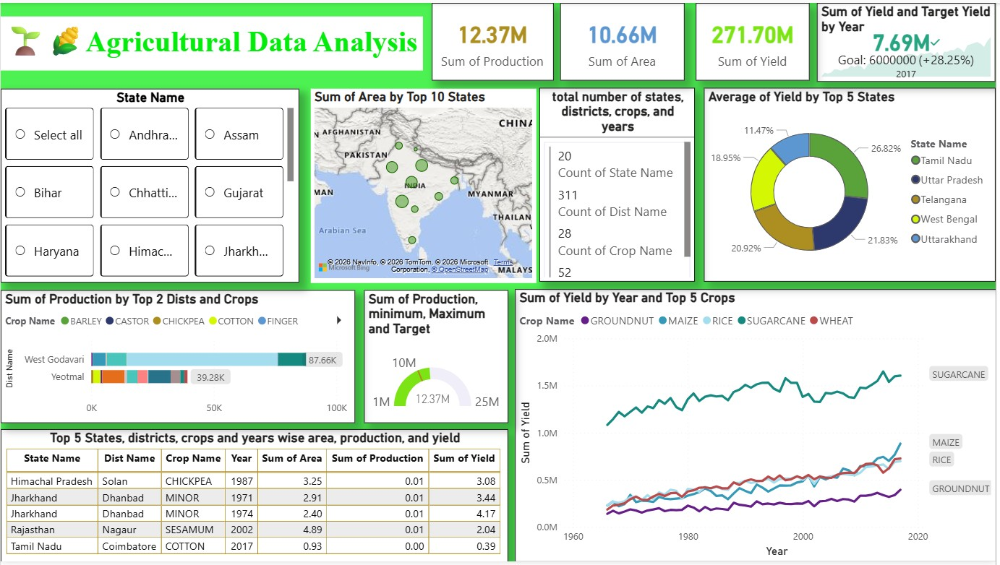 Agricultural Data Analysis
12.37M
Sum of Production
10.66M
Sum of Area
271.70M
Sum of Yield
Sum of Yield and Target Yield
by Year
7.69M
Goal: 6000000 (+28.25%)
2017
State Name
Select all
Andhra...
Assam
Bihar
Chhatti...
Gujarat
Haryana
Himac...
Jharkh...
Sum of Area by Top 10 States
CHINA
AFGHANISTAN
PAKISTAN
INDIA
MAN
MYANMAR
THAILAN
Arabian Sea
© 2026 NavInfo, © 2026 TomTom, © 2026 Microsoft
Corporation, © OpenStreetMap
Terms
Microsoft Bing
MALAYS
total number of states,
districts, crops, and
years
20
Count of State Name
311
Count of Dist Name
28
Count of Crop Name
52
Average of Yield by Top 5 States
11.47%
26.82%
18.95%
20.92%
21.83%
State Name
Tamil Nadu
Uttar Pradesh
Telangana
West Bengal
Uttarakhand
Sum of Production by Top 2 Dists and Crops
Crop Name BARLEY CASTOR CHICKPEA COTTON FINGER
Dist Name
West Godavari 87.66K
Yeotmal 39.28K
0K 50K 100K
Sum of Production,
minimum, Maximum
and Target
10M
1M 12.37M 25M
Sum of Yield by Year and Top 5 Crops
Crop Name GROUNDNUT MAIZE RICE SUGARCANE WHEAT
Sum of Yield
2.0M
1.5M
1.0M
0.5M
0.0M
SUGARCANE
MAIZE
RICE
GROUNDNUT
1960 1980 2000 2020
Year
Top 5 States, districts, crops and years wise area, production, and yield
State Name Dist Name Crop Name Year Sum of Area Sum of Production Sum of Yield
Himachal Pradesh Solan CHICKPEA 1987 3.25 0.01 3.08
Jharkhand Dhanbad MINOR 1971 2.91 0.01 3.44
Jharkhand Dhanbad MINOR 1974 2.40 0.01 4.17
Rajasthan Nagaur SESAMUM 2002 4.89 0.01 2.04
Tamil Nadu Coimbatore COTTON 2017 0.93 0.00 0.39